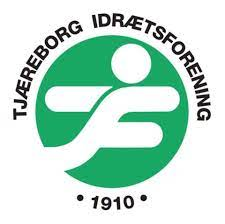 TJÆREBORG IDRÆTSFORENING
• 1910 •